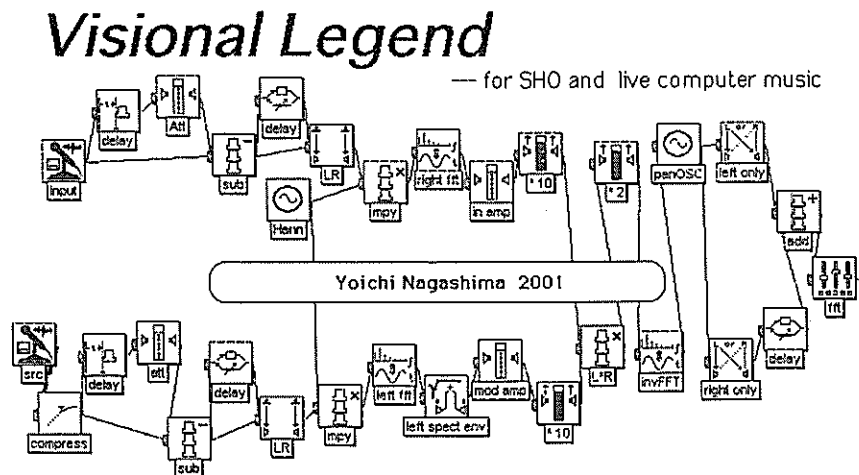 Visional Legend
— for SHO and live computer music
delay
Att
delay
input
sub
LR
Hann
mpy
right fft
in amp
* 10
* 2
panOSC
left only
add
fft
Yoichi Nagashima 2001
src
delay
att
delay
compress
sub
LR
mpy
left fft
left spect env
mod amp
* 10
L*R
invFFT
right only
delay